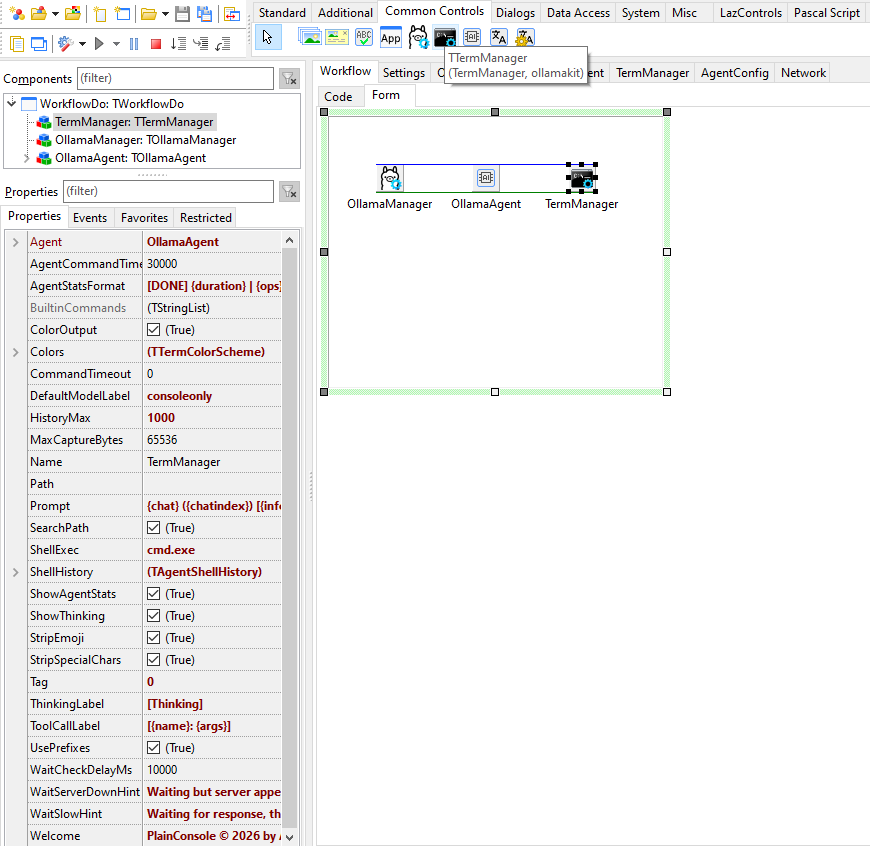 Standard Additional Common Controls Dialogs Data Access System Misc LazControls Pascal Script
App
TTermManager
(TermManager, ollamakit)
Components (filter)
WorkflowDo: TWorkflowDo
TermManager: TTermManager
OllamaManager: TOllamaManager
OllamaAgent: TOllamaAgent
Properties (filter)
Properties Events Favorites Restricted
Agent OllamaAgent
AgentCommandTime 30000
AgentStatsFormat [DONE] {duration} | {ops}
BuiltinCommands (TStringList)
ColorOutput (True)
Colors (TTermColorScheme)
CommandTimeout 0
DefaultModelLabel consoleonly
HistoryMax 1000
MaxCaptureBytes 65536
Name TermManager
Path
Prompt {chat} ({chatindex}) [{info
SearchPath (True)
ShellExec cmd.exe
ShellHistory (TAgentShellHistory)
ShowAgentStats (True)
ShowThinking (True)
StripEmoji (True)
StripSpecialChars (True)
Tag 0
ThinkingLabel [Thinking]
ToolCallLabel [{name}: {args}]
UsePrefixes (True)
WaitCheckDelayMs 10000
WaitServerDownHint Waiting but server appe
WaitSlowHint Waiting for response, th
Welcome PlainConsole © 2026 by
Workflow Settings TermManager AgentConfig Network
Code Form
OllamaManager OllamaAgent TermManager